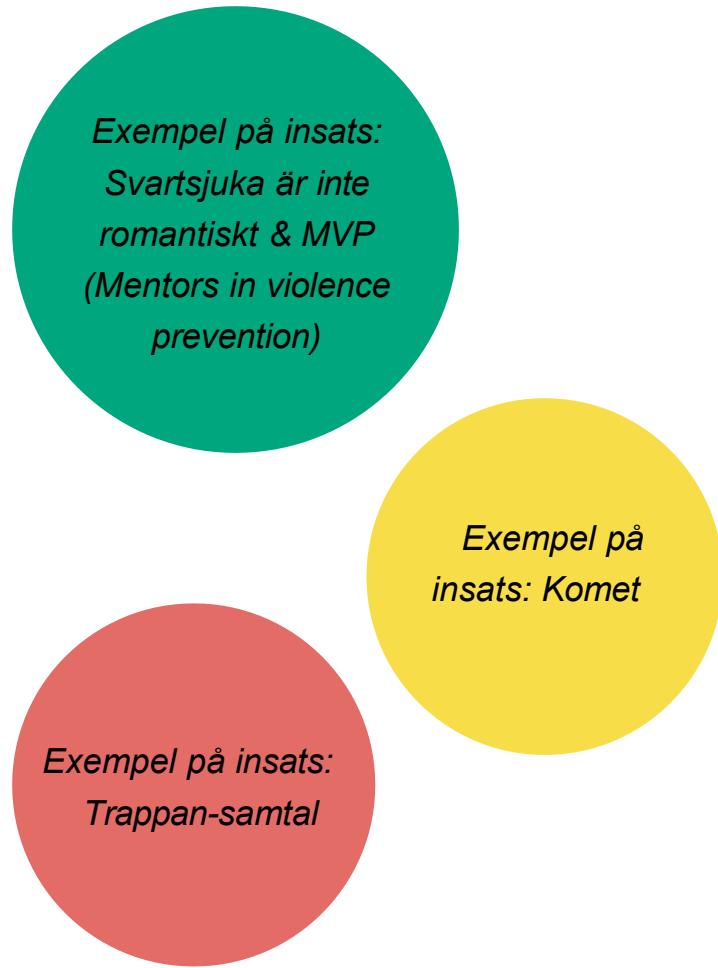 Exempel på insats:
Svartsjuka är inte
romantiskt & MVP
(Mentors in violence
prevention)
Exempel på
insats: Komet
Exempel på insats:
Trappan-samtal